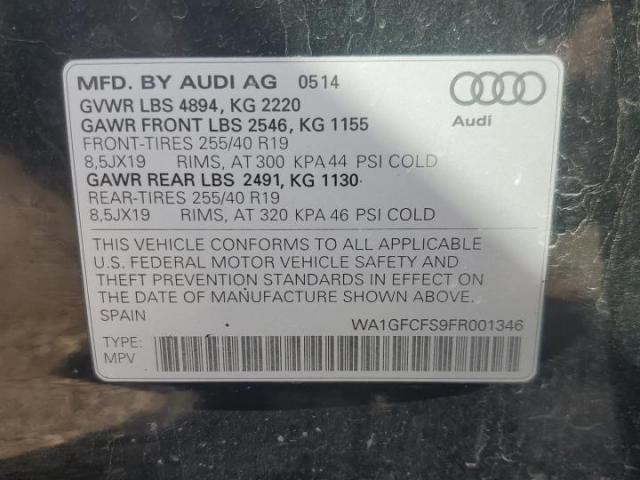 MFD. BY AUDI AG 0514
GVWR LBS 4894, KG 2220
GAWR FRONT LBS 2546, KG 1155
FRONT-TIRES 255/40 R19
8,5JX19 RIMS, AT 300 KPA 44 PSI COLD
GAWR REAR LBS 2491, KG 1130
REAR-TIRES 255/40 R19
8,5JX19 RIMS, AT 320 KPA 46 PSI COLD
Audi
THIS VEHICLE CONFORMS TO ALL APPLICABLE
U.S. FEDERAL MOTOR VEHICLE SAFETY AND
THEFT PREVENTION STANDARDS IN EFFECT ON
THE DATE OF MANUFACTURE SHOWN ABOVE.
SPAIN WA1GFCFS9FR001346
TYPE:
MPV